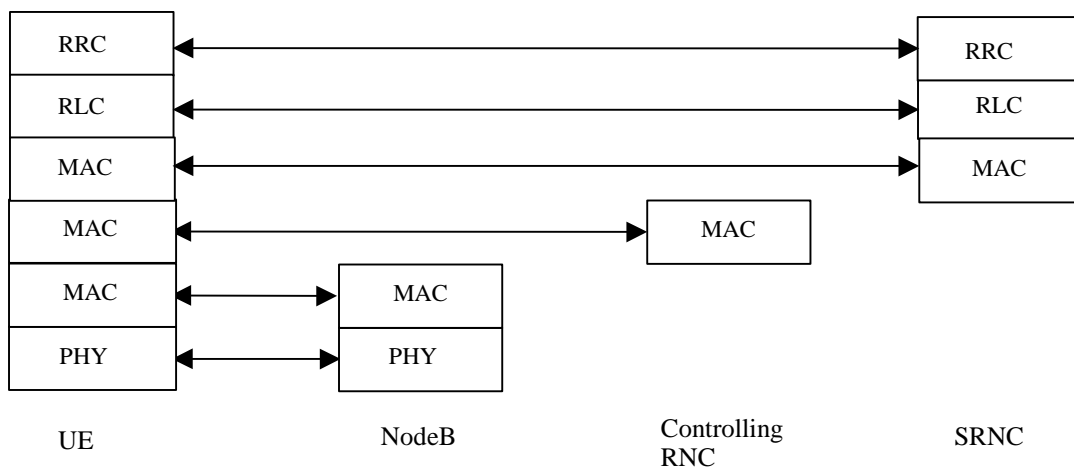 RRC
RRC
RLC
RLC
MAC
MAC
MAC
MAC
MAC
MAC
PHY
PHY
UE
NodeB
Controlling
RNC
SRNC